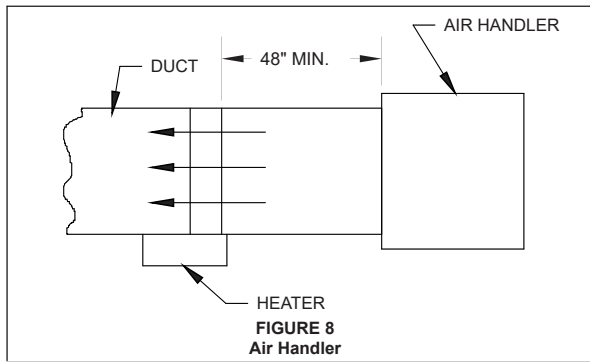 AIR HANDLER
DUCT
48" MIN.
HEATER
FIGURE 8
Air Handler